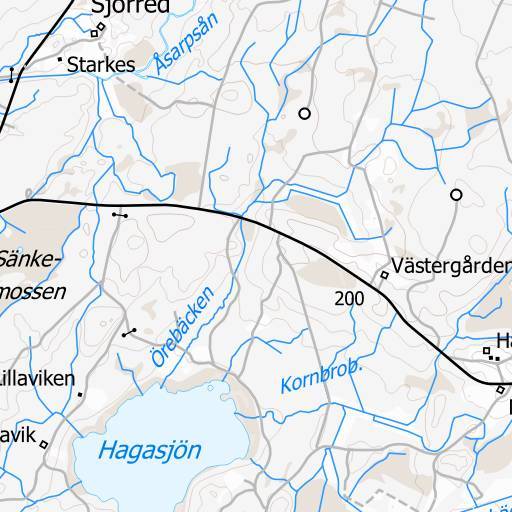 Sjörred
Åsarpsån
Starkes
Sänke-
mossen
Västergården
200
Örebäcken
Kornbrob.
Lillaviken
Hagasjön